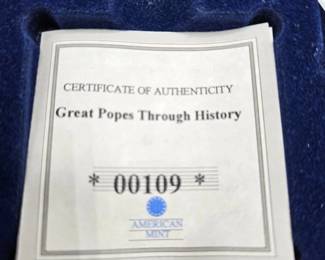 CERTIFICATE OF AUTHENTICITY
Great Popes Through History
* 00109 *
AMERICAN
MINT